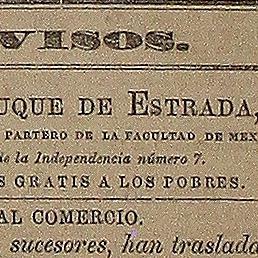 VISOS.
UQUE DE ESTRADA,
PARTERO DE LA FACULTAD DE MEX
de la Independencia número 7.
S GRATIS A LOS POBRES.
AL COMERCIO.
sucesores, han traslada